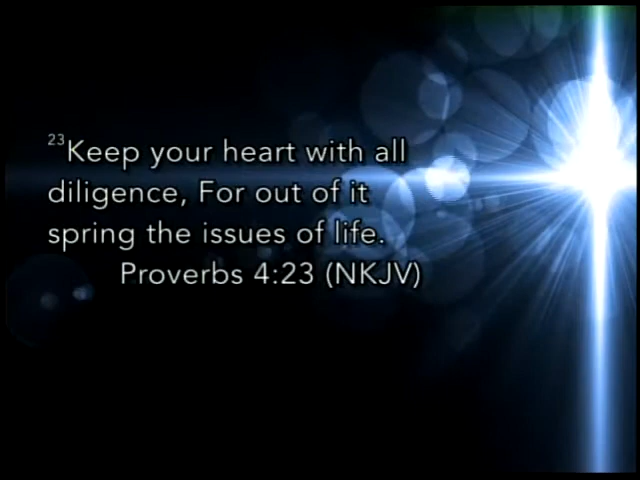 23Keep your heart with all
diligence, For out of it
spring the issues of life.
Proverbs 4:23 (NKJV)